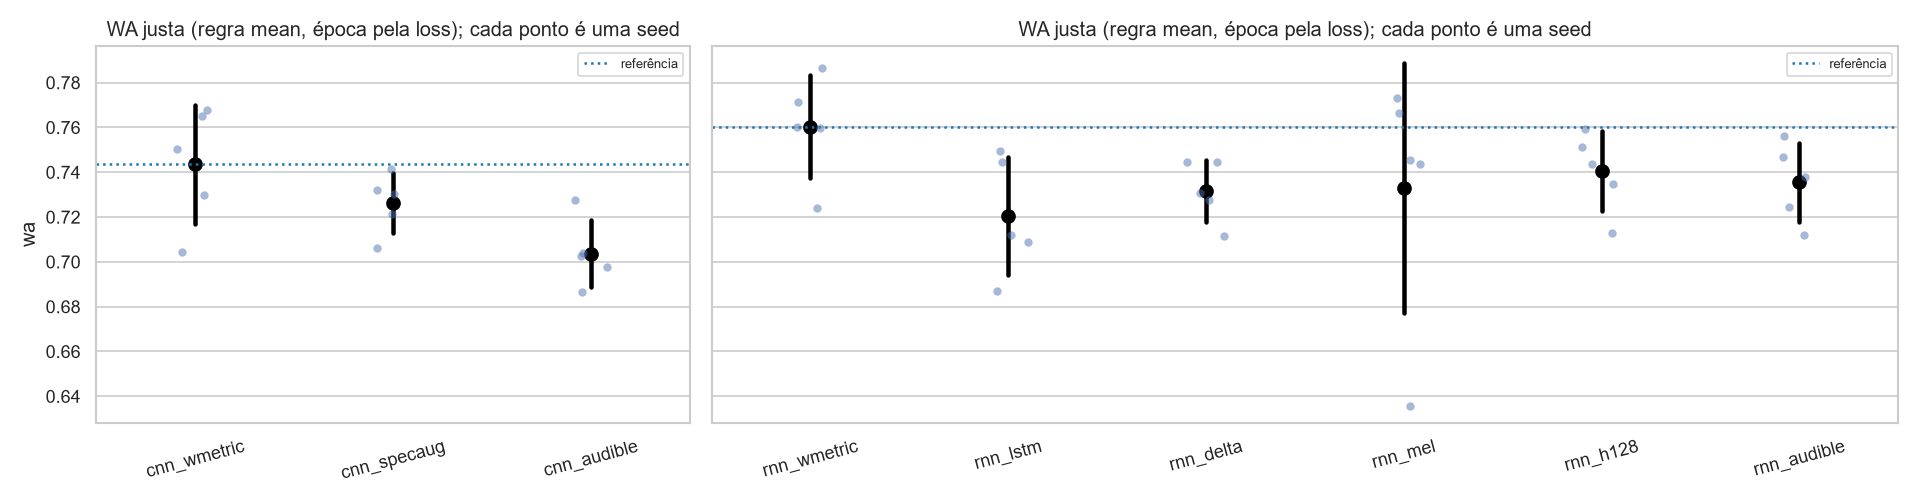 WA justa (regra mean, época pela loss); cada ponto é uma seed
referência
wa
0.78
0.76
0.74
0.72
0.70
0.68
0.66
0.64
cnn_wmetric
cnn_specaug
cnn_audible
WA justa (regra mean, época pela loss); cada ponto é uma seed
referência
rnn_wmetric
rnn_lstm
rnn_delta
rnn_mel
rnn_h128
rnn_audible